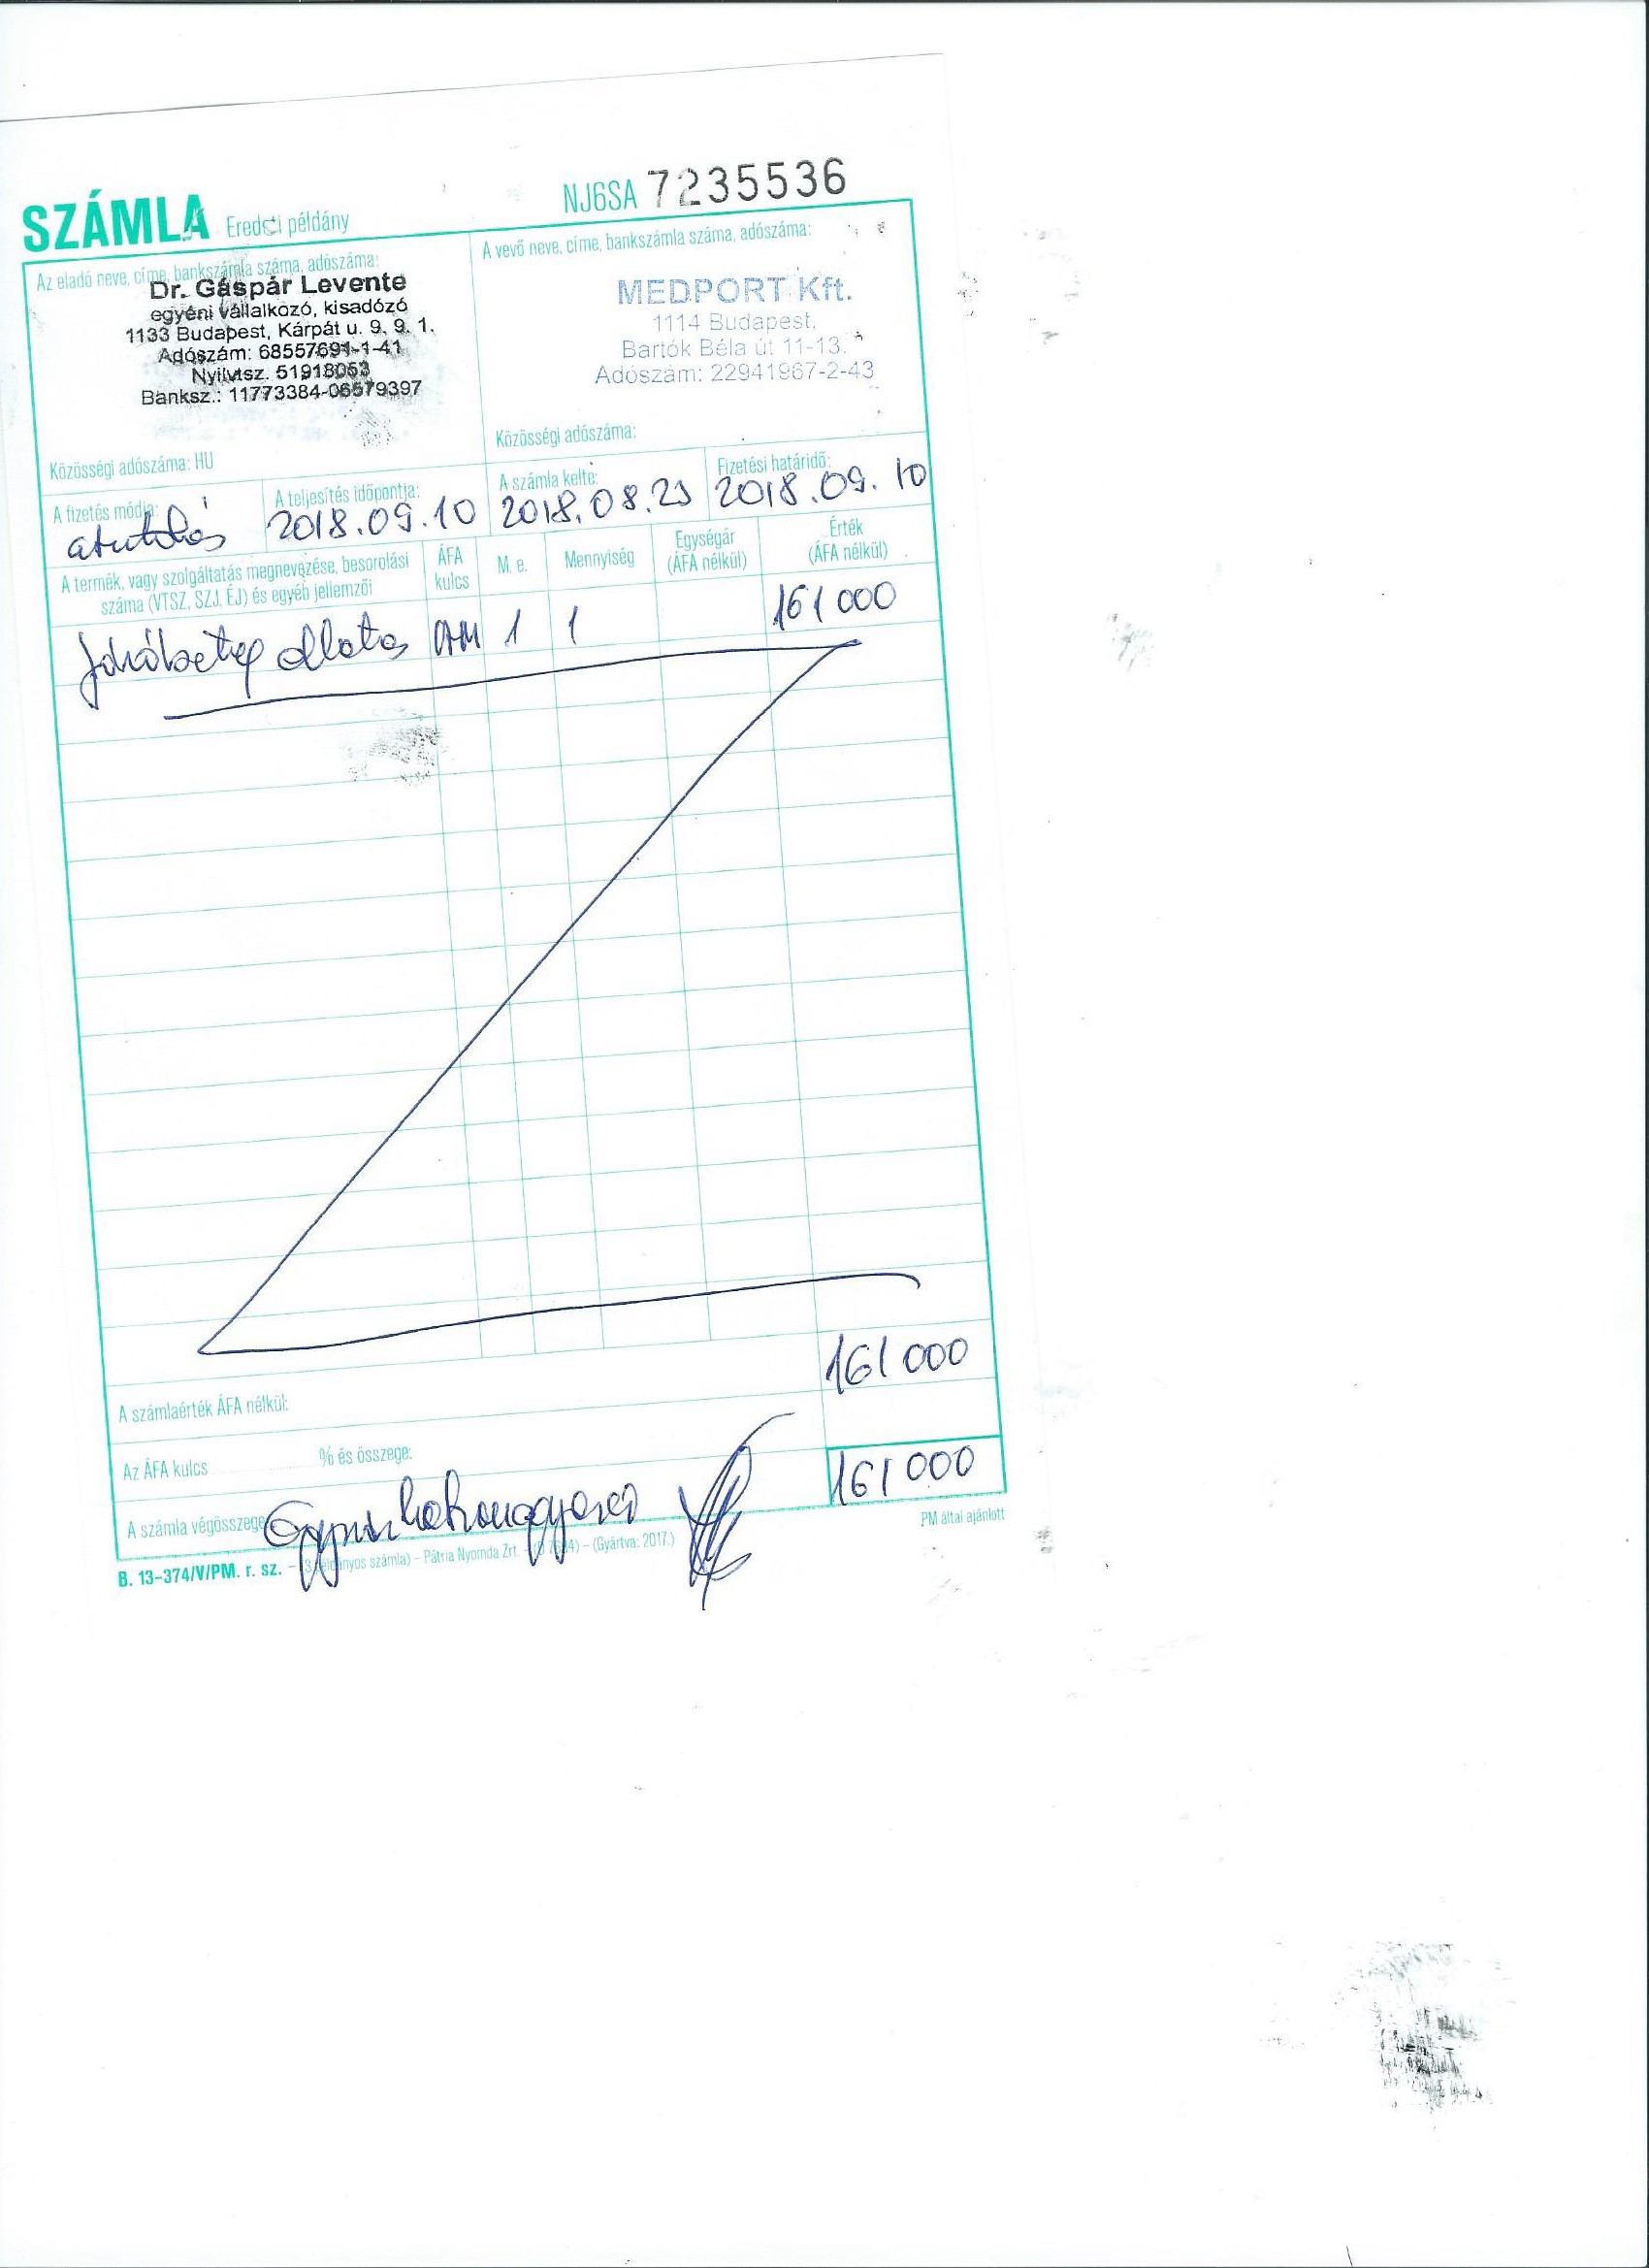 SZÁMLA Eredeti példány NJ6SA 7235536
Az eladó neve, címe, bankszámla száma, adószáma:
Dr. Gáspár Levente
egyéni vállalkozó, kisadózó
1133 Budapest, Kárpát u. 9. 9. 1.
Adószám: 68557691-1-41
Nyilvtsz. 51918053
Banksz.: 11773384-06579397
Közösségi adószáma: HU
A vevő neve, címe, bankszámla száma, adószáma:
MEDPORT Kft.
1114 Budapest,
Bartók Béla út 11-13.
Adószám: 22941967-2-43
Közösségi adószáma:
A fizetés módja:
átutalás
A teljesítés időpontja:
2018.09.10
A számla kelte:
2018.08.23
Fizetési határidő:
2018.09.10
A termék, vagy szolgáltatás megnevezése, besorolási
száma (VTSZ, SZJ, ÉJ) és egyéb jellemzői
ÁFA
kulcs
M. e.
Mennyiség
Egységár
(ÁFA nélkül)
Érték
(ÁFA nélkül)
járóbeteg ellátás AM 1 1 161 000
A számlaérték ÁFA nélkül: 161 000
Az ÁFA kulcs % és összege:
A számla végösszege 161 000
PM által ajánlott
B. 13-374/V/PM. r. sz. – számla) – Pátria Nyomda Zrt. – (Gyártva: 2017.)